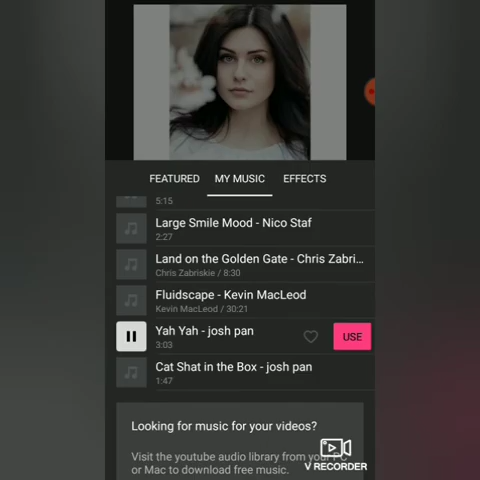 FEATURED MY MUSIC EFFECTS
5:15
Large Smile Mood - Nico Staf
2:27
Land on the Golden Gate - Chris Zabri...
Chris Zabriskie / 8:30
Fluidscape - Kevin MacLeod
Kevin MacLeod / 30:21
Yah Yah - josh pan
3:03
USE
Cat Shat in the Box - josh pan
1:47
Looking for music for your videos?
Visit the youtube audio library from your PC
or Mac to download free music.
V RECORDER